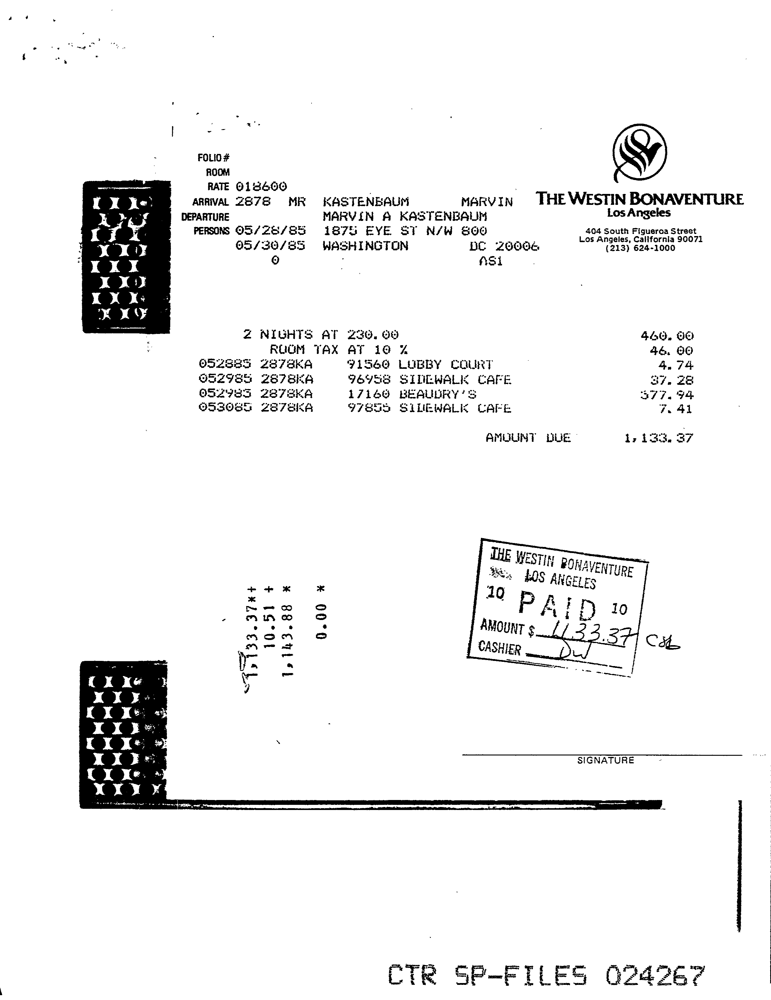 FOLIO #
ROOM
RATE 018600
ARRIVAL 2878 MR KASTENBAUM MARVIN
DEPARTURE MARVIN A KASTENBAUM
PERSONS 05/28/85 1875 EYE ST N/W 800
05/30/85 WASHINGTON DC 20006
0 AS1
THE WESTIN BONAVENTURE
Los Angeles
404 South Figueroa Street
Los Angeles, California 90071
(213) 624-1000
2 NIGHTS AT 230.00 460.00
ROOM TAX AT 10 % 46.00
052885 2878KA 91560 LOBBY COURT 4.74
052985 2878KA 96958 SIDEWALK CAFE 37.28
052985 2878KA 17160 BEAUDRY'S 577.94
053085 2878KA 97855 SIDEWALK CAFE 7.41
AMOUNT DUE 1,133.37
1,133.37*+
10.51 +
1,143.88 *
0.00 *
THE WESTIN BONAVENTURE
LOS ANGELES
10 PAID 10
AMOUNT $ 1133.37
CASHIER DW
SIGNATURE
CTR SP-FILES 024267